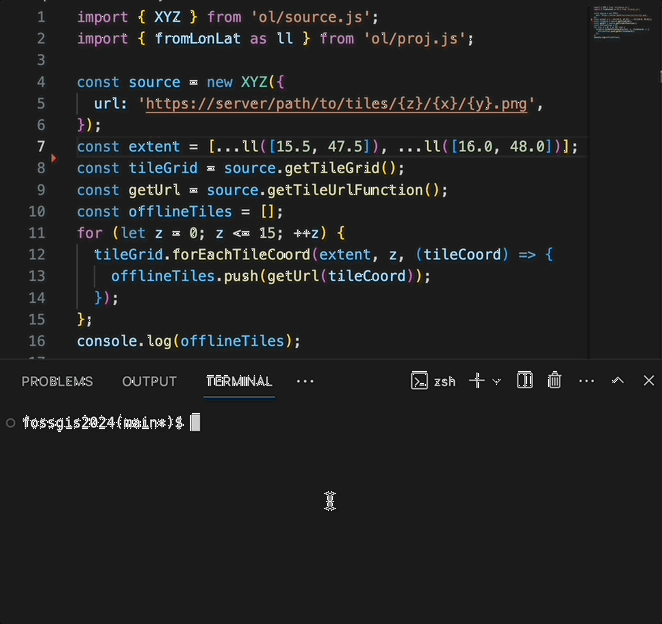 1 import { XYZ } from 'ol/source.js';
2 import { fromLonLat as ll } from 'ol/proj.js';
3
4 const source = new XYZ({
5 url: 'https://server/path/to/tiles/{z}/{x}/{y}.png',
6 });
7 const extent = [...ll([15.5, 47.5]), ...ll([16.0, 48.0])];
8 const tileGrid = source.getTileGrid();
9 const getUrl = source.getTileUrlFunction();
10 const offlineTiles = [];
11 for (let z = 0; z <= 15; ++z) {
12 tileGrid.forEachTileCoord(extent, z, (tileCoord) => {
13 offlineTiles.push(getUrl(tileCoord));
14 });
15 };
16 console.log(offlineTiles);
PROBLEMS OUTPUT TERMINAL ... zsh
fossgis2024(main*)$